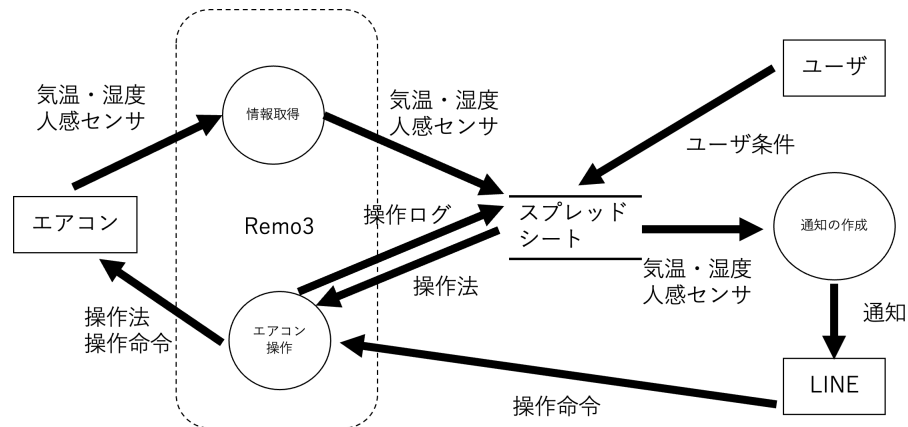 ユーザ
気温・湿度
人感センサ
情報取得
気温・湿度
人感センサ
ユーザ条件
エアコン
Remo3
操作ログ
スプレッド
シート
通知の作成
操作法
気温・湿度
人感センサ
操作法
操作命令
エアコン
操作
通知
LINE
操作命令